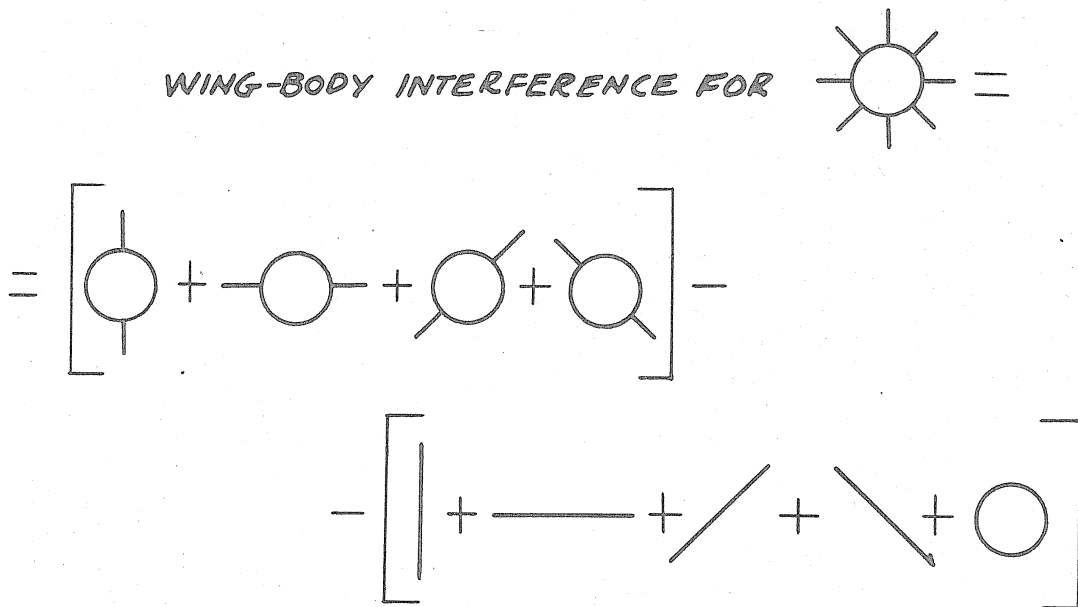 WING-BODY INTERFERENCE FOR =
= [ + + + ] -
- [ + + + + ]